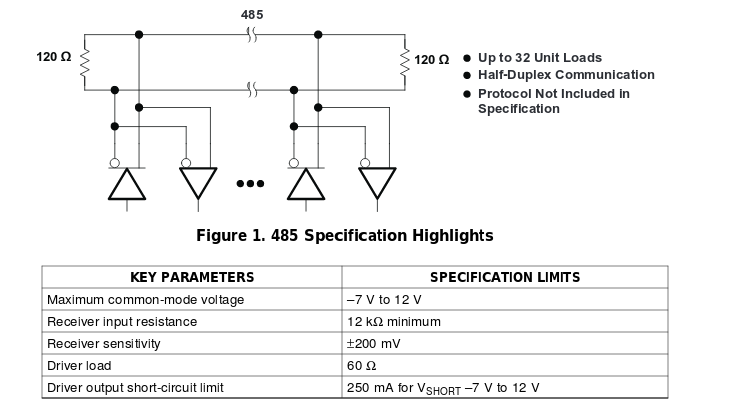 485
120 Ω
120 Ω
● Up to 32 Unit Loads
● Half-Duplex Communication
● Protocol Not Included in
Specification
Figure 1. 485 Specification Highlights
KEY PARAMETERS SPECIFICATION LIMITS
Maximum common-mode voltage –7 V to 12 V
Receiver input resistance 12 kΩ minimum
Receiver sensitivity ±200 mV
Driver load 60 Ω
Driver output short-circuit limit 250 mA for VSHORT –7 V to 12 V